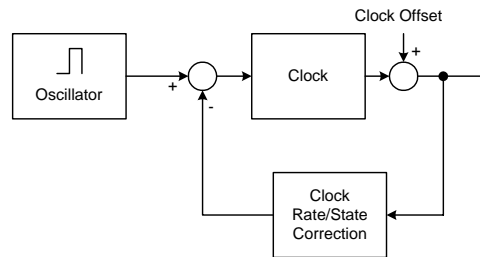 Clock Offset
Oscillator
+
-
Clock
+
Clock
Rate/State
Correction